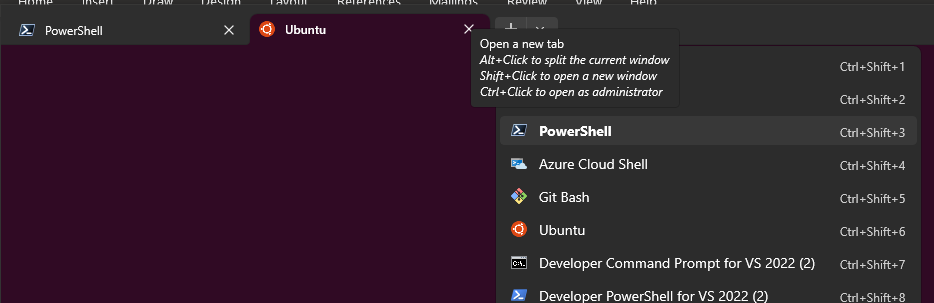 Home Insert Draw Design Layout References Mailings Review View Help
PowerShell
Ubuntu
Open a new tab
Alt+Click to split the current window
Shift+Click to open a new window
Ctrl+Click to open as administrator
Ctrl+Shift+1
Ctrl+Shift+2
PowerShell Ctrl+Shift+3
Azure Cloud Shell Ctrl+Shift+4
Git Bash Ctrl+Shift+5
Ubuntu Ctrl+Shift+6
Developer Command Prompt for VS 2022 (2) Ctrl+Shift+7
Developer PowerShell for VS 2022 (2) Ctrl+Shift+8